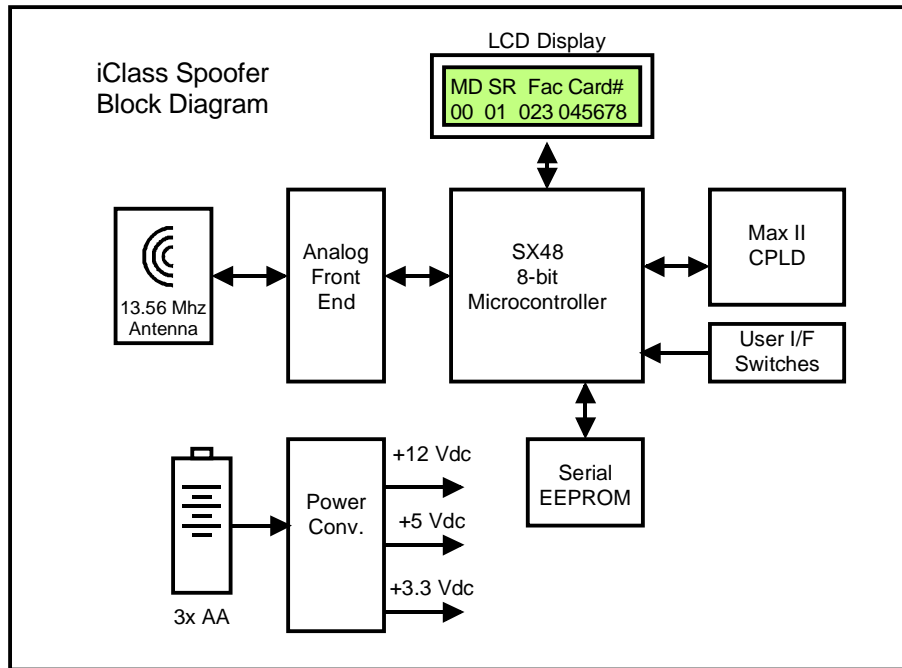 iClass Spoofer
Block Diagram
LCD Display
MD SR Fac Card#
00 01 023 045678
13.56 Mhz
Antenna
Analog
Front
End
SX48
8-bit
Microcontroller
Max II
CPLD
User I/F
Switches
Serial
EEPROM
3x AA
Power
Conv.
+12 Vdc
+5 Vdc
+3.3 Vdc